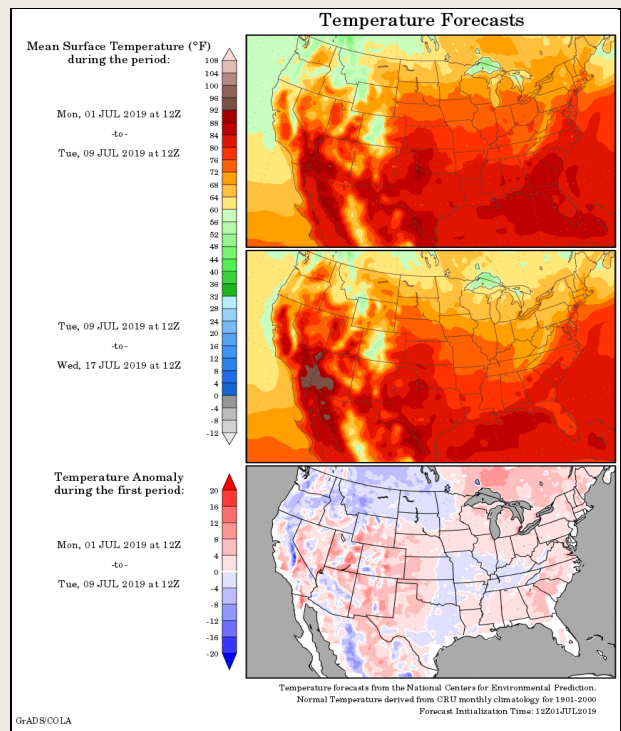 Temperature Forecasts
Mean Surface Temperature (°F)
during the period:
Mon, 01 JUL 2019 at 12Z
-to-
Tue, 09 JUL 2019 at 12Z
108
104
100
96
92
88
84
80
76
72
68
64
60
56
52
48
44
40
36
32
28
24
20
16
12
8
4
0
-4
-8
-12
Tue, 09 JUL 2019 at 12Z
-to-
Wed, 17 JUL 2019 at 12Z
Temperature Anomaly
during the first period:
Mon, 01 JUL 2019 at 12Z
-to-
Tue, 09 JUL 2019 at 12Z
20
16
12
8
4
0
-4
-8
-12
-16
-20
Temperature forecasts from the National Centers for Environmental Prediction.
Normal Temperature derived from CRU monthly climatology for 1901-2000
Forecast Initialization Time: 12Z01JUL2019
GrADS/COLA